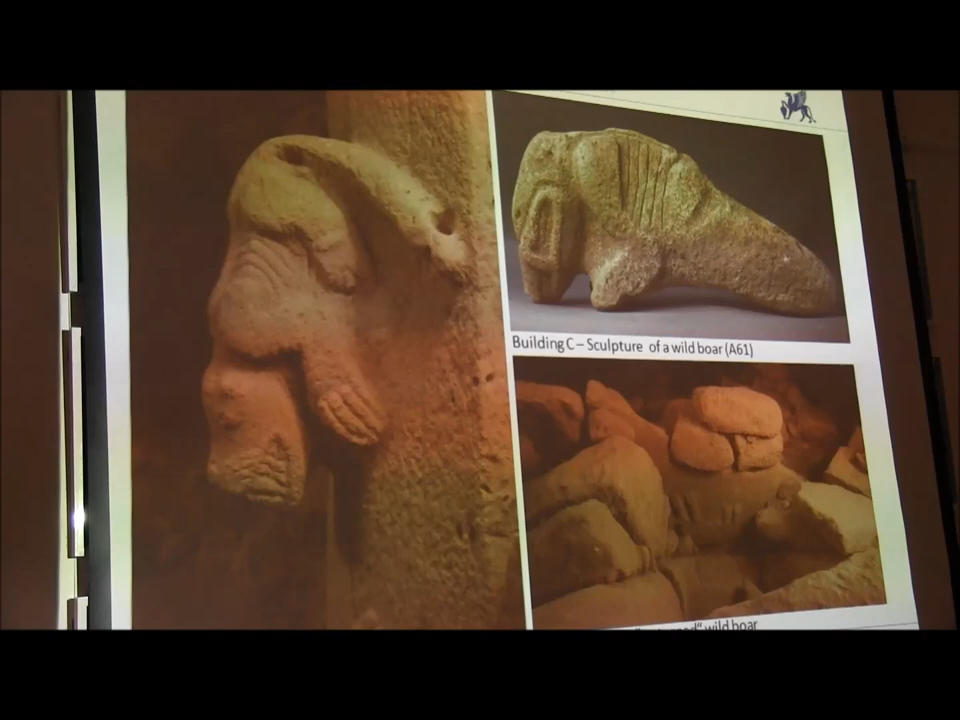 Building C – Sculpture of a wild boar (A61)
wild boar